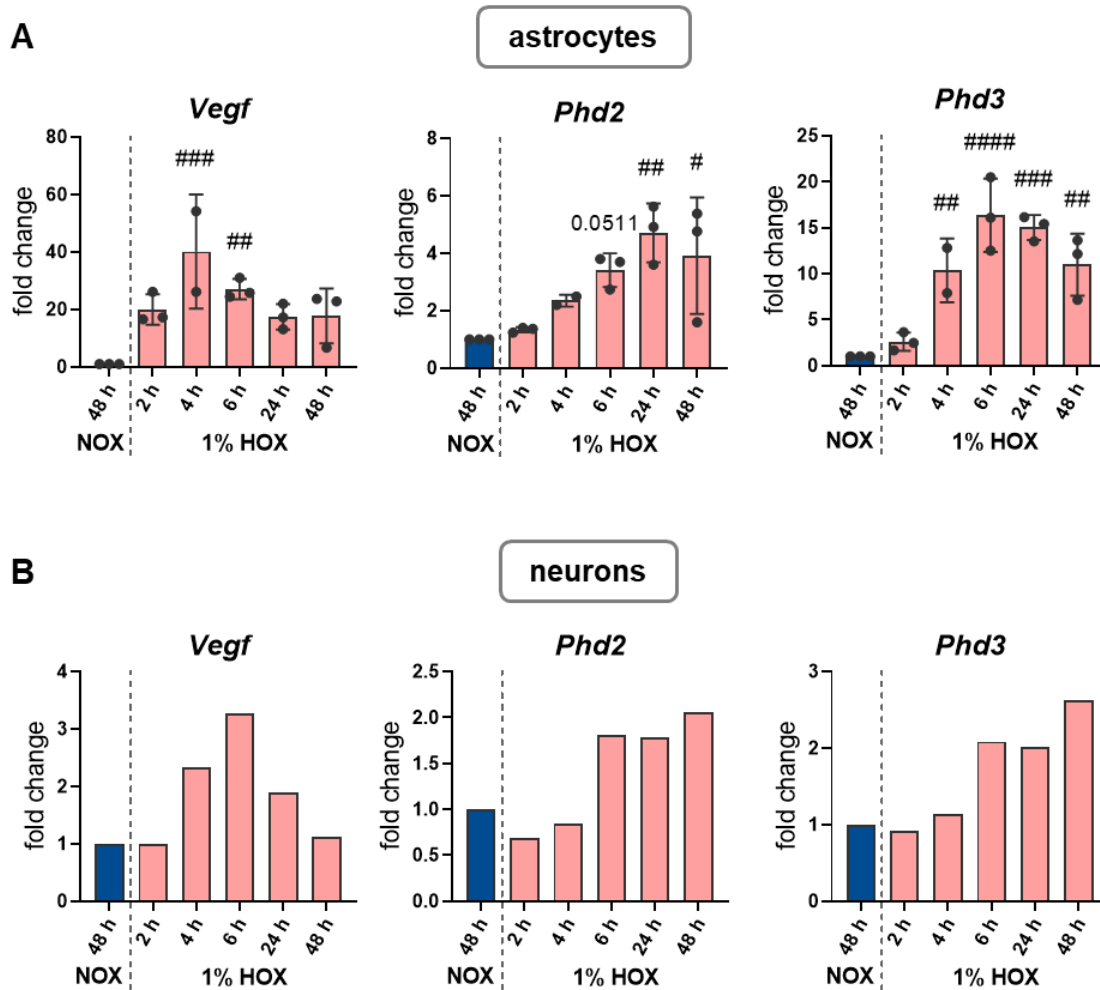 A
astrocytes
Vegf
fold change
80
60
40
20
0
###
##
48 h
2 h
4 h
6 h
24 h
48 h
NOX
1% HOX
Phd2
fold change
8
6
4
2
0
0.0511
##
#
48 h
2 h
4 h
6 h
24 h
48 h
NOX
1% HOX
Phd3
fold change
25
20
15
10
5
0
##
####
###
##
48 h
2 h
4 h
6 h
24 h
48 h
NOX
1% HOX
B
neurons
Vegf
fold change
4
3
2
1
0
48 h
2 h
4 h
6 h
24 h
48 h
NOX
1% HOX
Phd2
fold change
2.5
2.0
1.5
1.0
0.5
0.0
48 h
2 h
4 h
6 h
24 h
48 h
NOX
1% HOX
Phd3
fold change
3
2
1
0
48 h
2 h
4 h
6 h
24 h
48 h
NOX
1% HOX